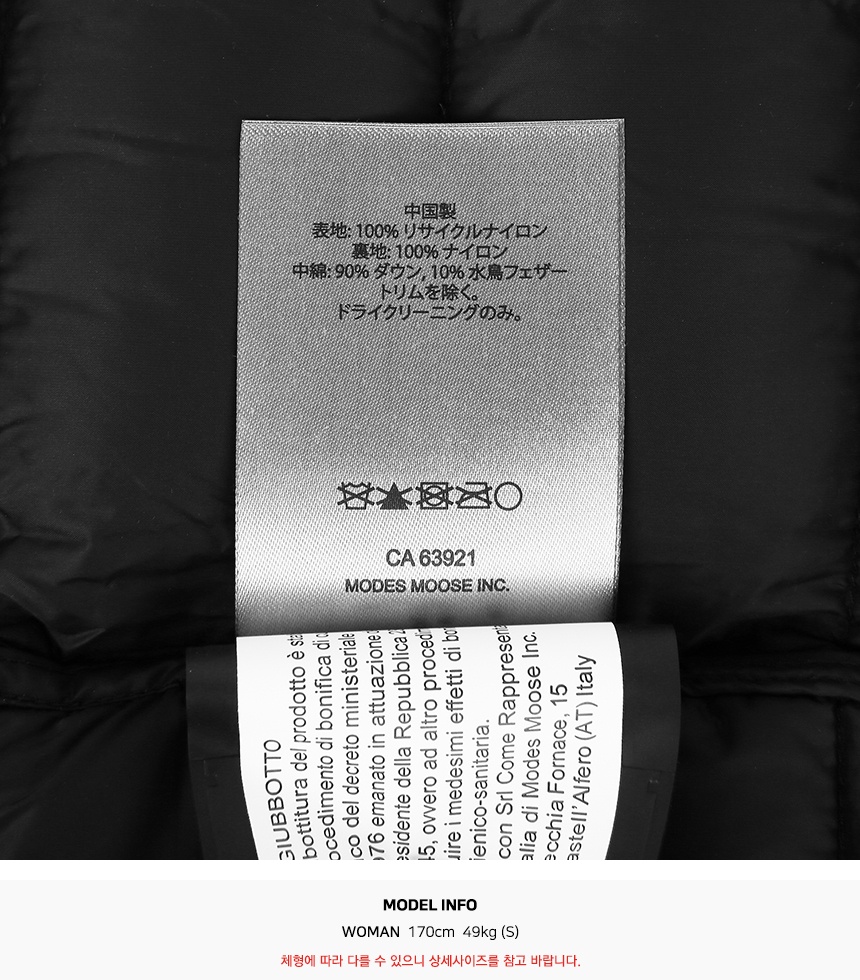 中国製
表地: 100% リサイクルナイロン
裏地: 100% ナイロン
中綿: 90% ダウン, 10% 水鳥フェザー
トリムを除く。
ドライクリーニングのみ。
CA 63921
MODES MOOSE INC.
GIUBBOTTO
bottitura del prodotto è
ocedimento di bonifica di
co del decreto ministeriale
76 emanato in attuazione
esidente della Repubblica
45, ovvero ad altro procedi
uire i medesimi effetti di
ienico-sanitaria.
con Srl Come Rappresent
alia di Modes Moose Inc.
ecchia Fornace, 15
astell'Alfero (AT) Italy
MODEL INFO
WOMAN 170cm 49kg (S)
체형에 따라 다를 수 있으니 상세사이즈를 참고 바랍니다.